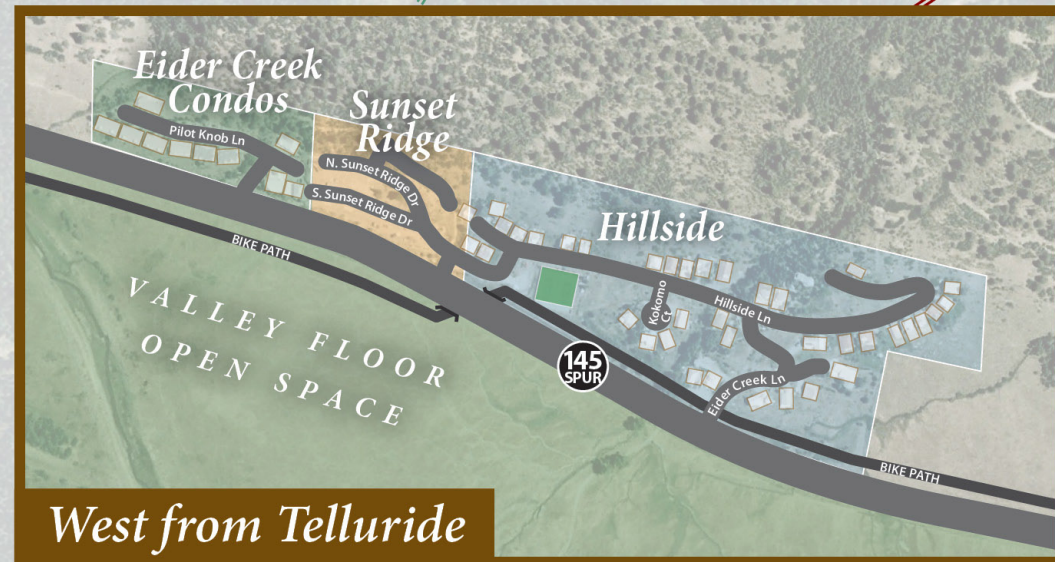 Eider Creek
Condos
Sunset
Ridge
Pilot Knob Ln
N. Sunset Ridge Dr
S. Sunset Ridge Dr
Hillside
BIKE PATH
Kokomo
Ct
Hillside Ln
VALLEY FLOOR
OPEN SPACE
145
SPUR
Eider Creek Ln
BIKE PATH
West from Telluride